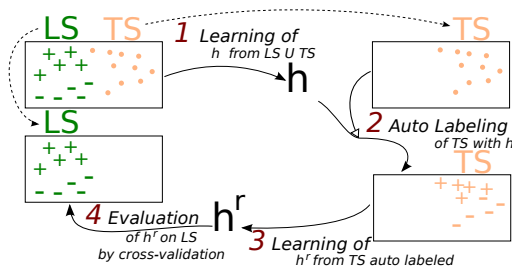 LS TS
TS
1 Learning of
h from LS U TS
h
2 Auto Labeling
of TS with h
LS
TS
4 Evaluation
of h^r on LS
by cross-validation
h^r
3 Learning of
h^r from TS auto labeled